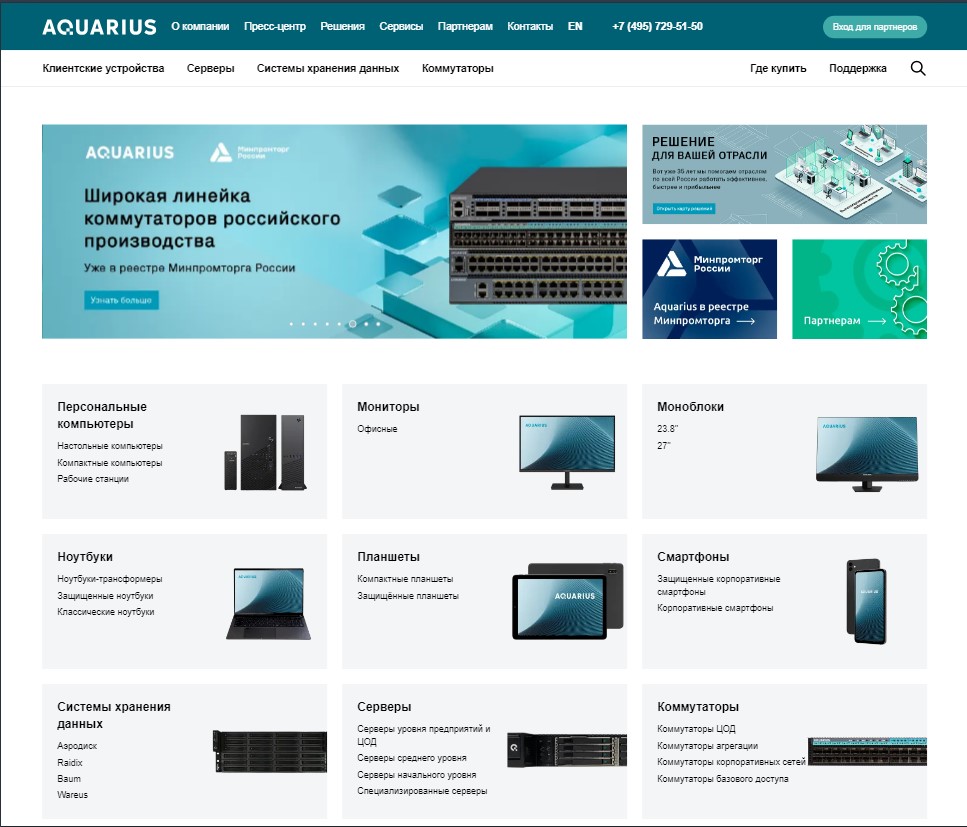 AQUARIUS О компании Пресс-центр Решения Сервисы Партнерам Контакты EN +7 (495) 729-51-50 Вход для партнеров
Клиентские устройства Серверы Системы хранения данных Коммутаторы Где купить Поддержка
AQUARIUS Минпромторг России
Широкая линейка
коммутаторов российского
производства
Уже в реестре Минпромторга России
Узнать больше
РЕШЕНИЕ
ДЛЯ ВАШЕЙ ОТРАСЛИ
Вот уже 35 лет мы помогаем отраслям
по всей России работать эффективнее,
быстрее и прибыльнее
Открыть карту решений
Минпромторг
России
Aquarius в реестре
Минпромторга
Партнерам
Персональные
компьютеры
Настольные компьютеры
Компактные компьютеры
Рабочие станции
Мониторы
Офисные
AQUARIUS
Моноблоки
23.8"
27"
AQUARIUS
Ноутбуки
Ноутбуки-трансформеры
Защищенные ноутбуки
Классические ноутбуки
AQUARIUS
Планшеты
Компактные планшеты
Защищённые планшеты
AQUARIUS
Смартфоны
Защищенные корпоративные
смартфоны
Корпоративные смартфоны
AQUARIUS
Системы хранения
данных
Аэродиск
Raidix
Baum
Wareus
Серверы
Серверы уровня предприятий и
ЦОД
Серверы среднего уровня
Серверы начального уровня
Специализированные серверы
Коммутаторы
Коммутаторы ЦОД
Коммутаторы агрегации
Коммутаторы корпоративных сетей
Коммутаторы базового доступа